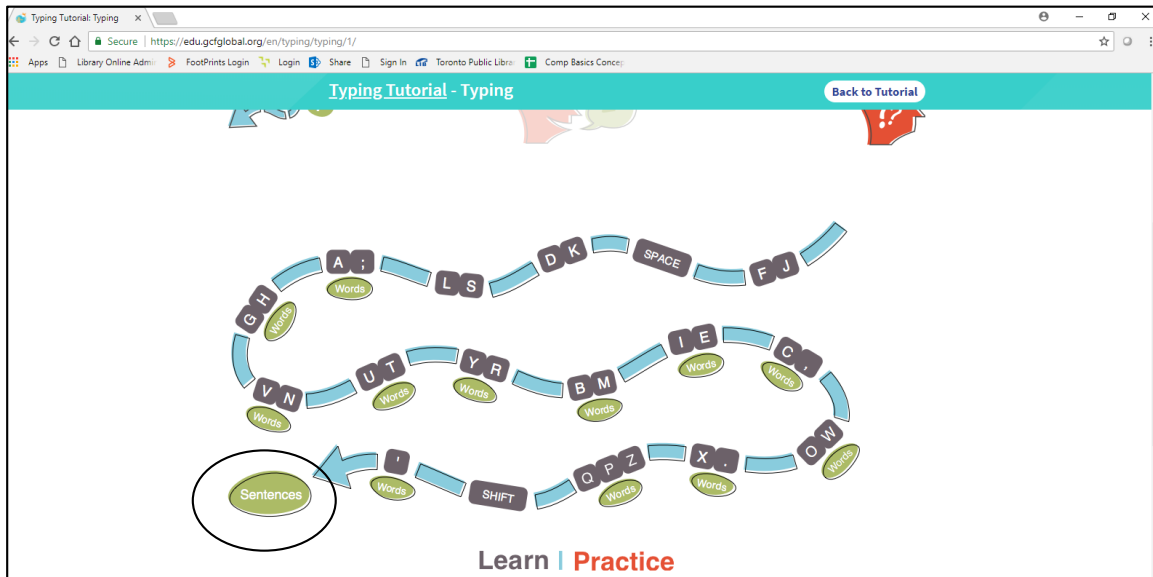 Typing Tutorial: Typing
Secure | https://edu.gcfglobal.org/en/typing/typing/1/
Apps Library Online Admi FootPrints Login Login Share Sign In Toronto Public Libra Comp Basics Concep
Typing Tutorial - Typing Back to Tutorial
??
F J
SPACE
D K
L S
A ;
Words
G H
Words
V N
Words
U T
Words
Y R
Words
B M
Words
I E
Words
C ,
Words
O W
Words
X .
Words
Q P Z
Words
SHIFT
'
Words
Sentences
Learn | Practice